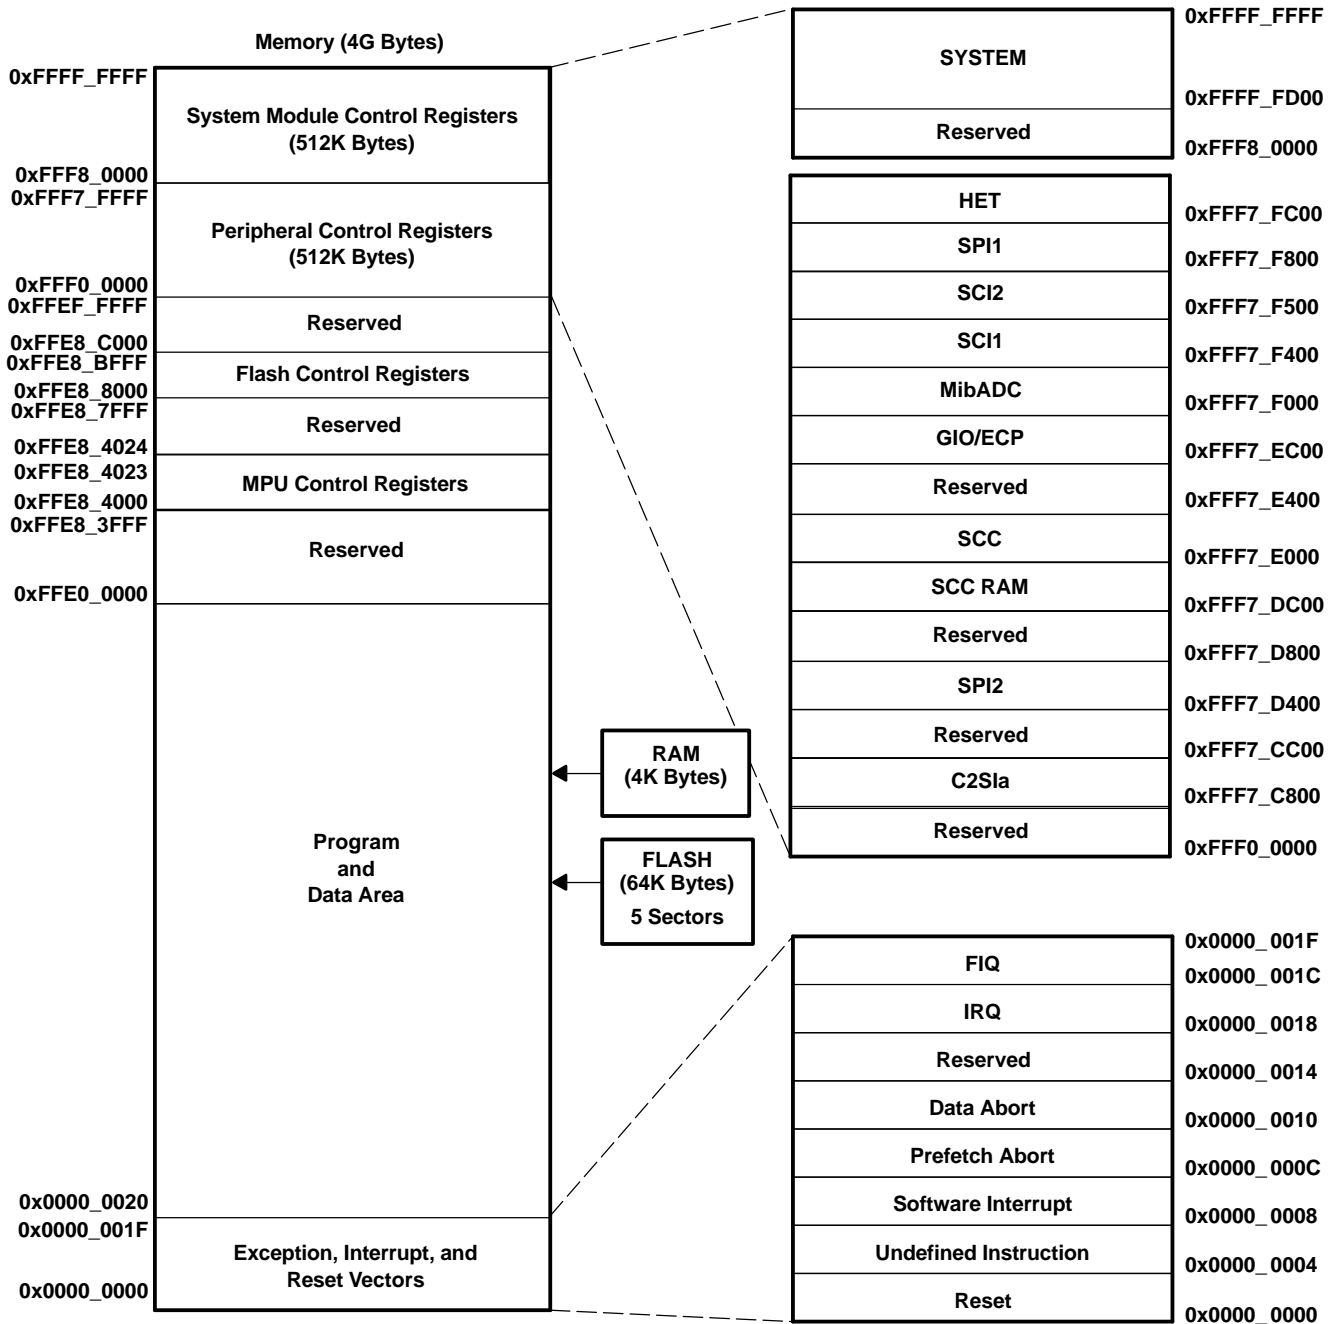 Memory (4G Bytes)
0xFFFF_FFFF
System Module Control Registers
(512K Bytes)
0xFFF8_0000
0xFFF7_FFFF
Peripheral Control Registers
(512K Bytes)
0xFFF0_0000
0xFFEF_FFFF
Reserved
0xFFE8_C000
0xFFE8_BFFF
Flash Control Registers
0xFFE8_8000
0xFFE8_7FFF
Reserved
0xFFE8_4024
0xFFE8_4023
MPU Control Registers
0xFFE8_4000
0xFFE8_3FFF
Reserved
0xFFE0_0000
Program
and
Data Area
0x0000_0020
0x0000_001F
Exception, Interrupt, and
Reset Vectors
0x0000_0000
RAM
(4K Bytes)
FLASH
(64K Bytes)
5 Sectors
0xFFFF_FFFF
SYSTEM
0xFFFF_FD00
Reserved
0xFFF8_0000
HET
0xFFF7_FC00
SPI1
0xFFF7_F800
SCI2
0xFFF7_F500
SCI1
0xFFF7_F400
MibADC
0xFFF7_F000
GIO/ECP
0xFFF7_EC00
Reserved
0xFFF7_E400
SCC
0xFFF7_E000
SCC RAM
0xFFF7_DC00
Reserved
0xFFF7_D800
SPI2
0xFFF7_D400
Reserved
0xFFF7_CC00
C2SIa
0xFFF7_C800
Reserved
0xFFF0_0000
0x0000_001F
FIQ
0x0000_001C
IRQ
0x0000_0018
Reserved
0x0000_0014
Data Abort
0x0000_0010
Prefetch Abort
0x0000_000C
Software Interrupt
0x0000_0008
Undefined Instruction
0x0000_0004
Reset
0x0000_0000